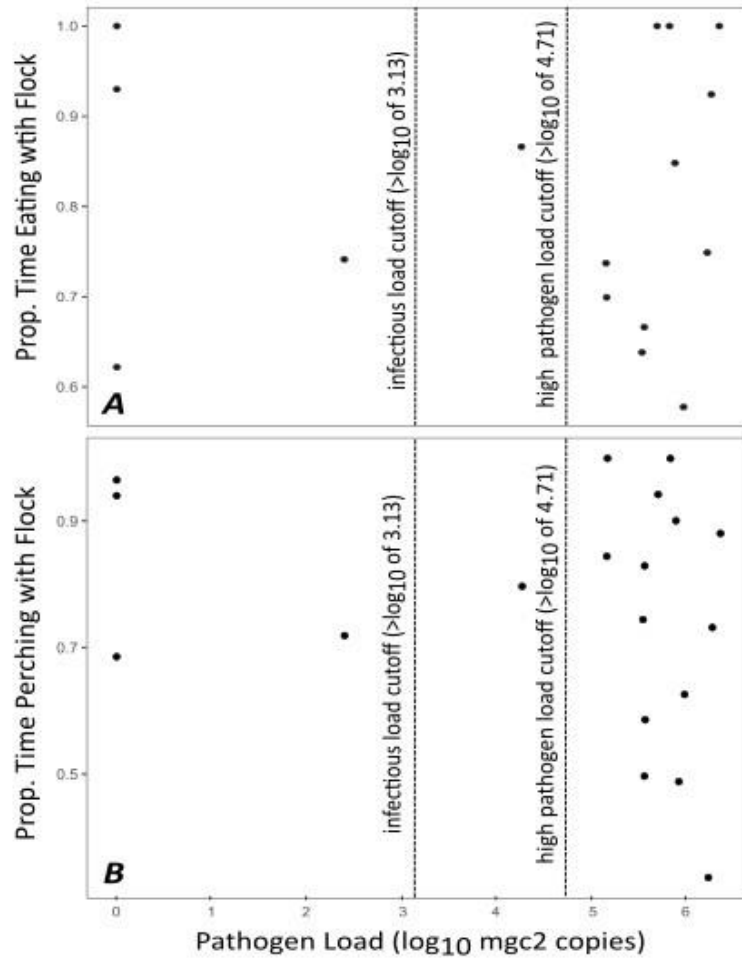 1.0
0.9
0.8
0.7
0.6
Prop. Time Eating wtih Flock
infectious load cutoff (>log10 of 3.13)
high pathogen load cutoff (>log10 of 4.71)
A
0.9
0.7
0.5
Prop. Time Perching with Flock
infectious load cutoff (>log10 of 3.13)
high pathogen load cutoff (>log10 of 4.71)
B
0 1 2 3 4 5 6
Pathogen Load (log10 mgc2 copies)